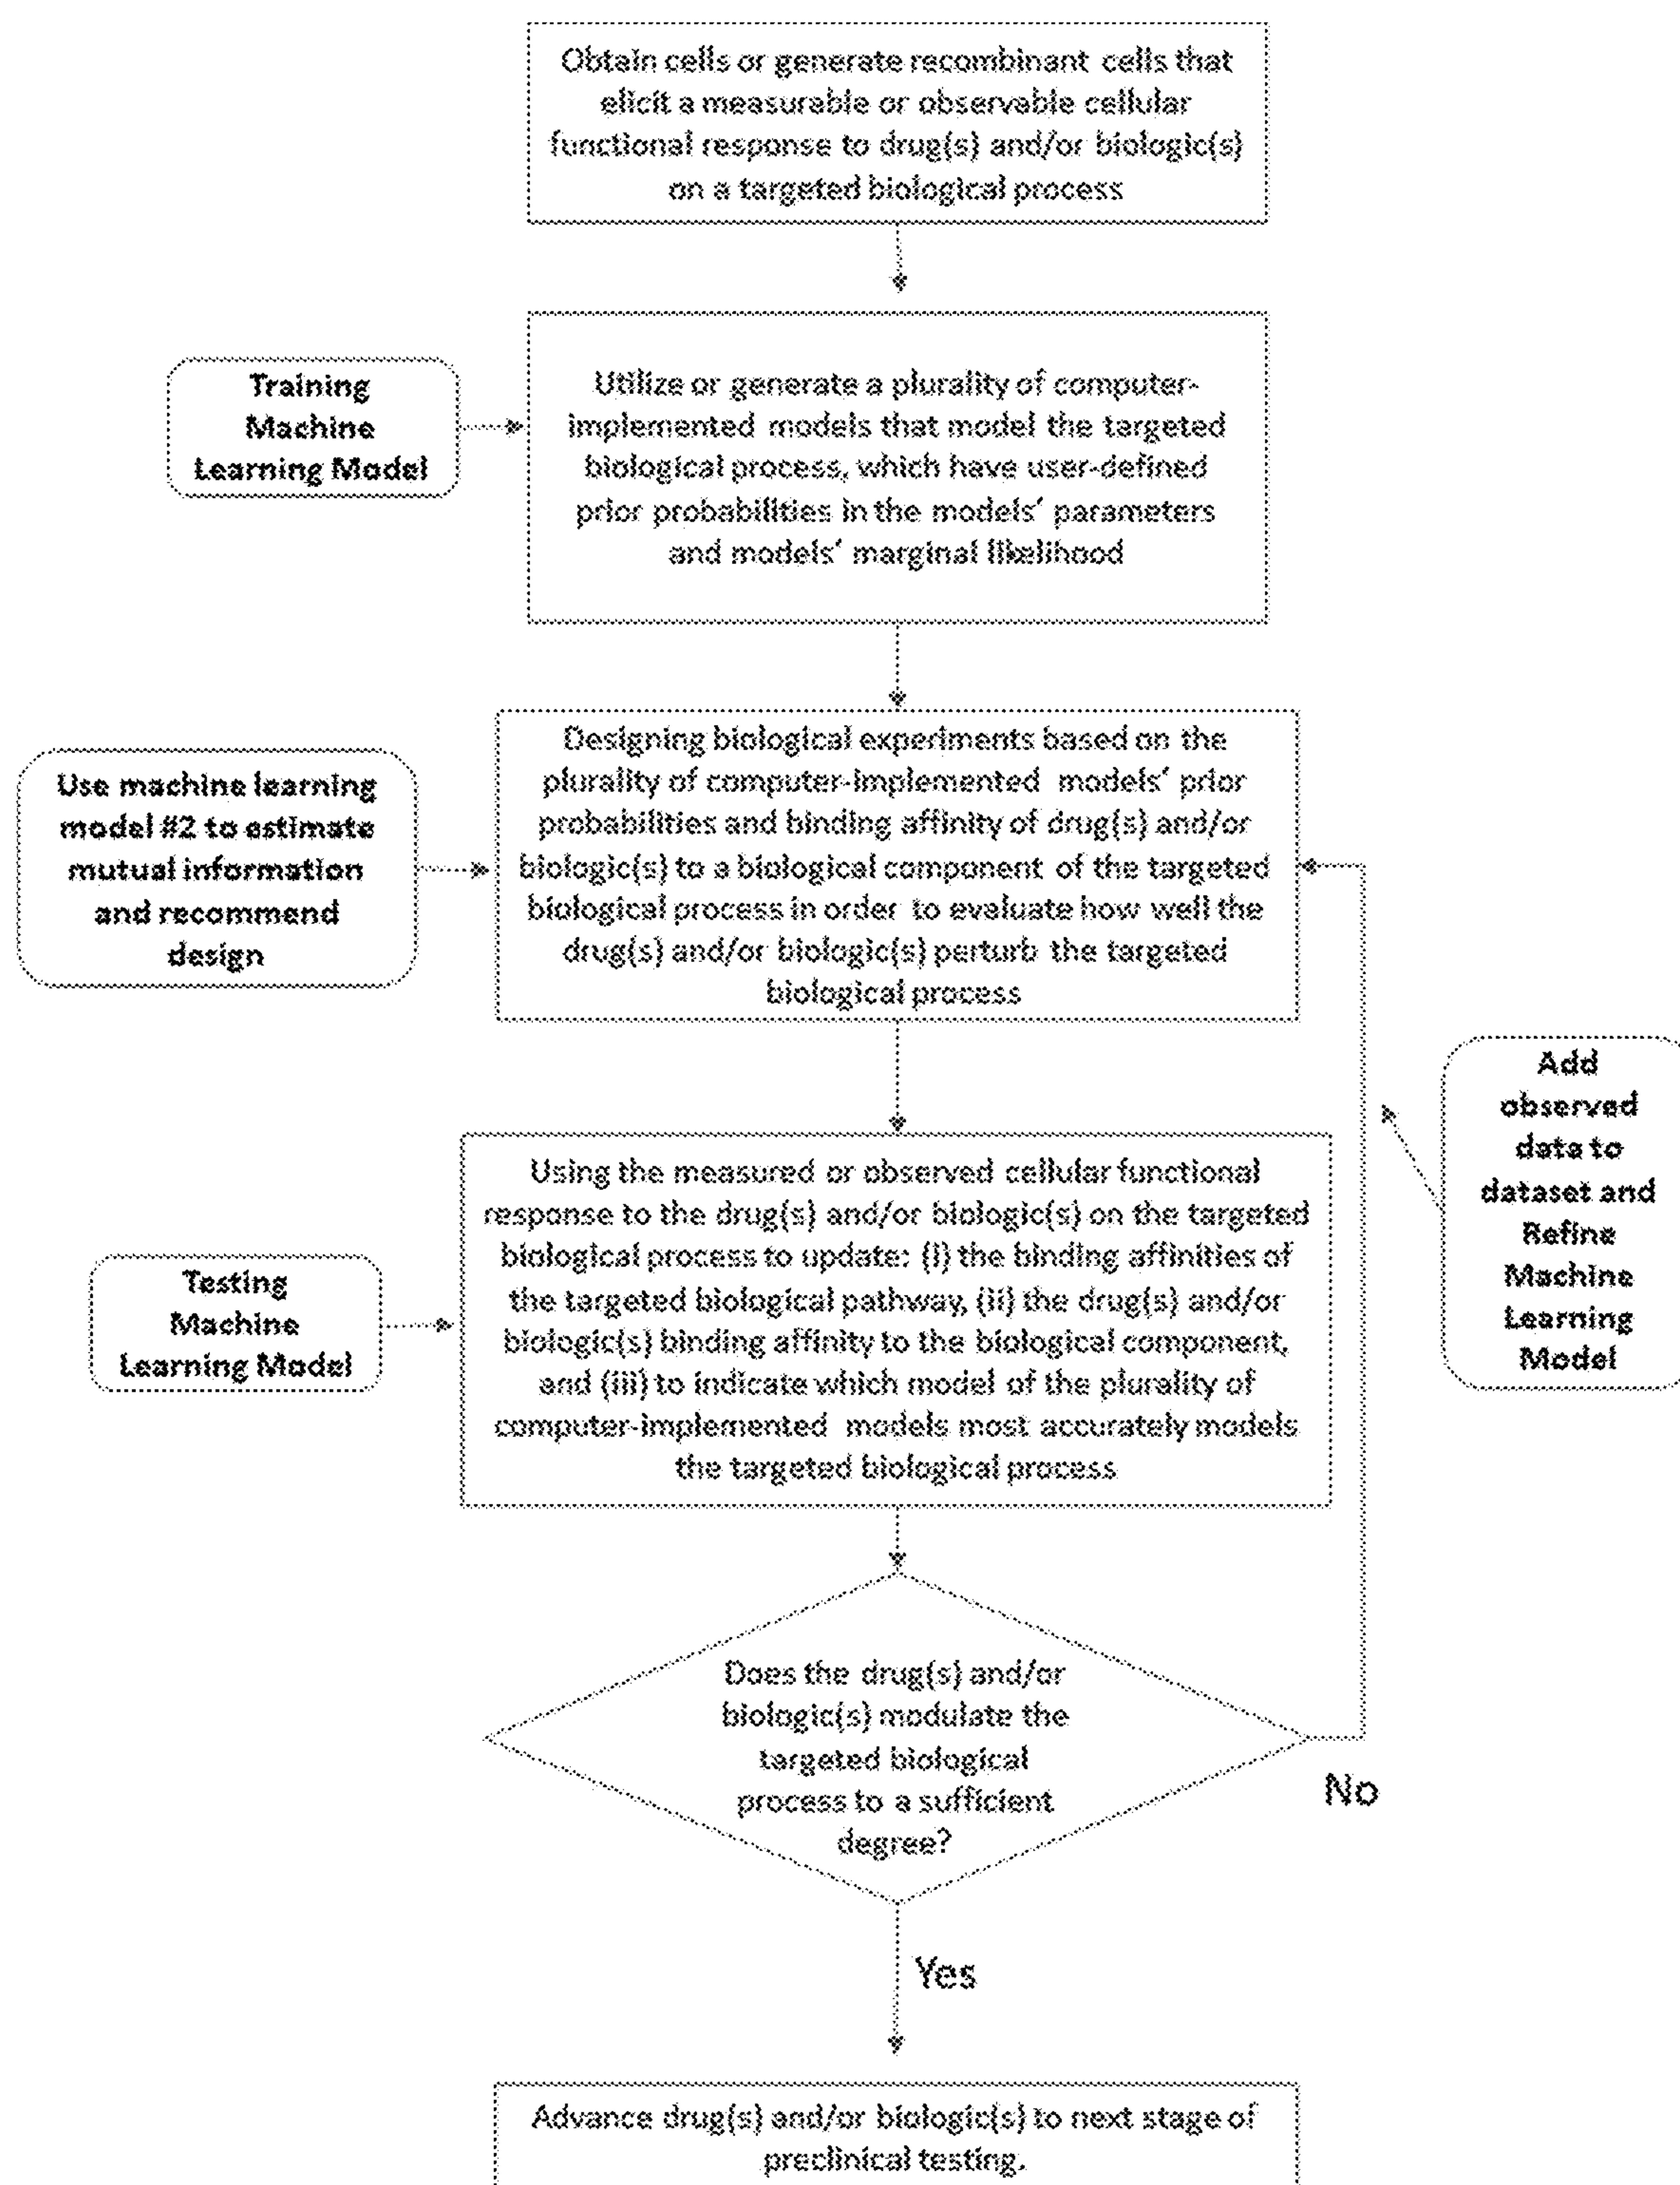 Obtain cells or generate recombinant cells that
elicit a measurable or observable cellular
functional response to drug(s) and/or biologic(s)
on a targeted biological process
Training
Machine
Learning Model
Utilize or generate a plurality of computer-
implemented models that model the targeted
biological process, which have user-defined
prior probabilities in the models' parameters
and models' marginal likelihood
Use machine learning
model #2 to estimate
mutual information
and recommend
design
Designing biological experiments based on the
plurality of computer-implemented models' prior
probabilities and binding affinity of drug(s) and/or
biologic(s) to a biological component of the targeted
biological process in order to evaluate how well the
drug(s) and/or biologic(s) perturb the targeted
biological process
Add
observed
data to
dataset and
Refine
Machine
Learning
Model
Testing
Machine
Learning Model
Using the measured or observed cellular functional
response to the drug(s) and/or biologic(s) on the targeted
biological process to update: (i) the binding affinities of
the targeted biological pathway, (ii) the drug(s) and/or
biologic(s) binding affinity to the biological component,
and (iii) to indicate which model of the plurality of
computer-implemented models most accurately models
the targeted biological process
Does the drug(s) and/or
biologic(s) modulate the
targeted biological
process to a sufficient
degree?
No
Yes
Advance drug(s) and/or biologic(s) to next stage of
preclinical testing.